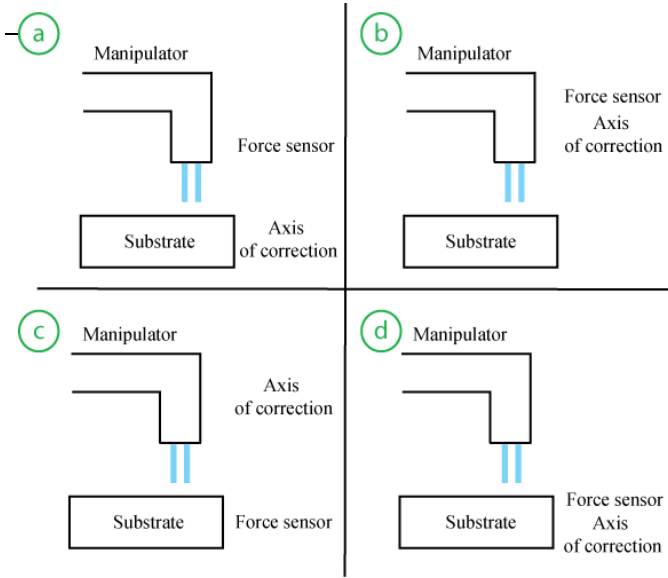 a
Manipulator
Force sensor
Substrate
Axis
of correction
b
Manipulator
Force sensor
Axis
of correction
Substrate
c
Manipulator
Axis
of correction
Substrate
Force sensor
d
Manipulator
Substrate
Force sensor
Axis
of correction